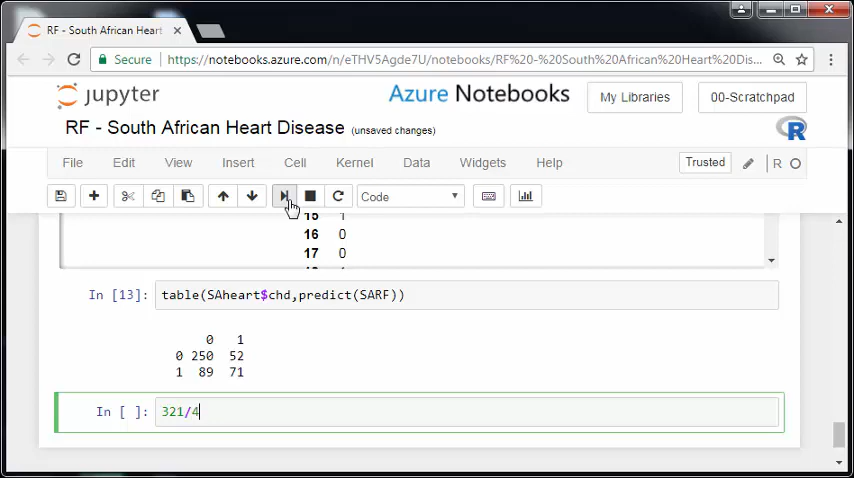 RF - South African Heart
Secure https://notebooks.azure.com/n/eTHV5Agde7U/notebooks/RF%20-%20South%20African%20Heart%20Dis...
jupyter Azure Notebooks My Libraries 00-Scratchpad
RF - South African Heart Disease (unsaved changes) R
File Edit View Insert Cell Kernel Data Widgets Help Trusted R
Code
15 1
16 0
17 0
In [13]: table(SAheart$chd,predict(SARF))
0 1
0 250 52
1 89 71
In [ ]: 321/4